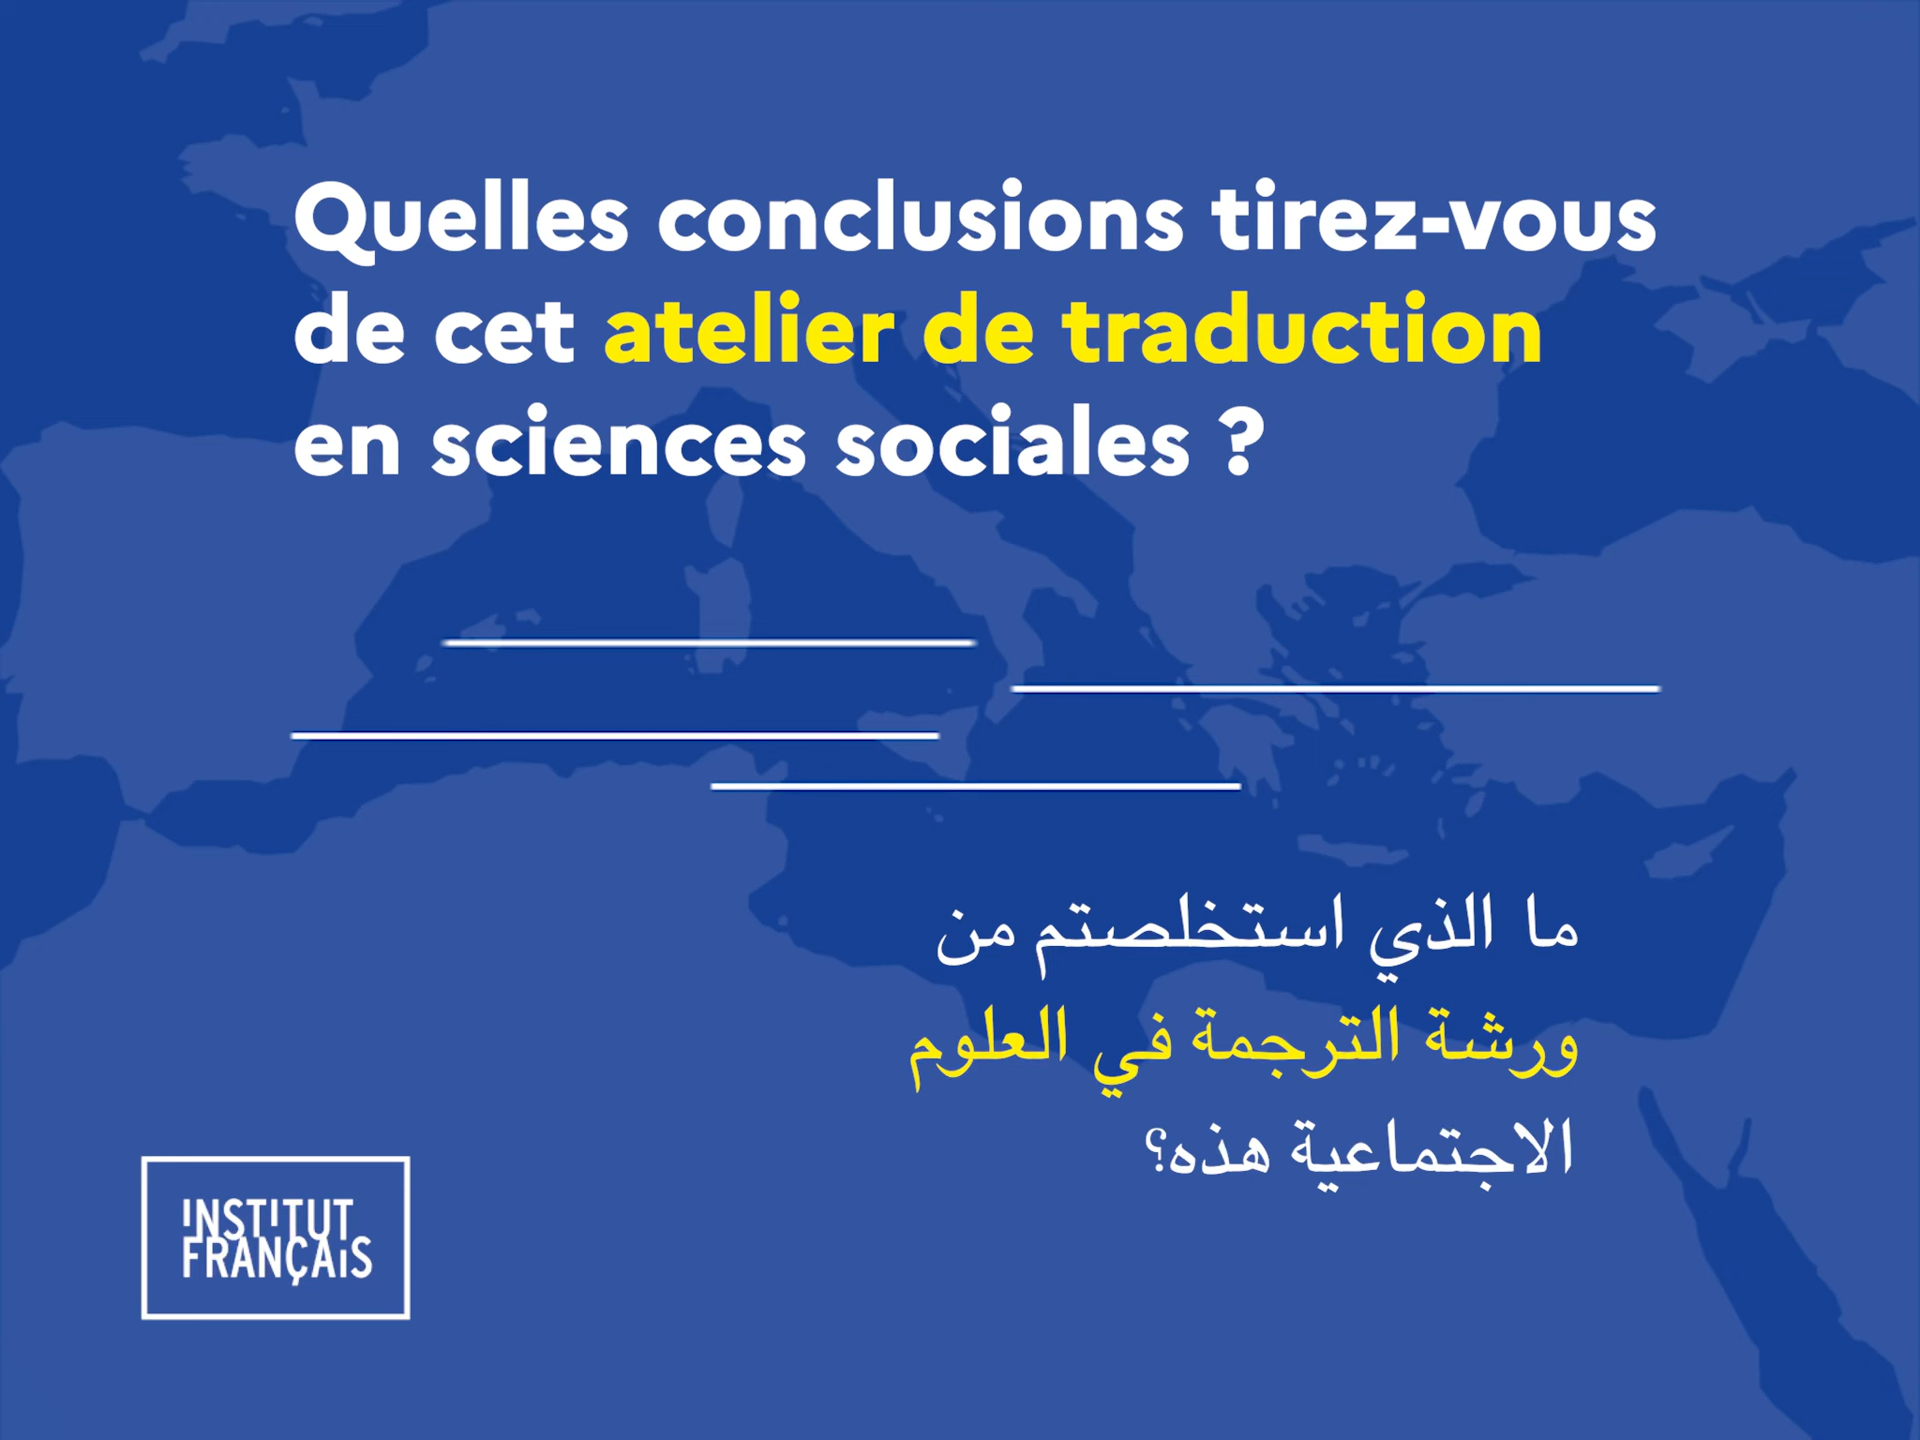 Quelles conclusions tirez-vous
de cet atelier de traduction
en sciences sociales ?
ما الذي استخلصتم من
ورشة الترجمة في العلوم
الاجتماعية هذه؟
INSTITUT
FRANÇAIS